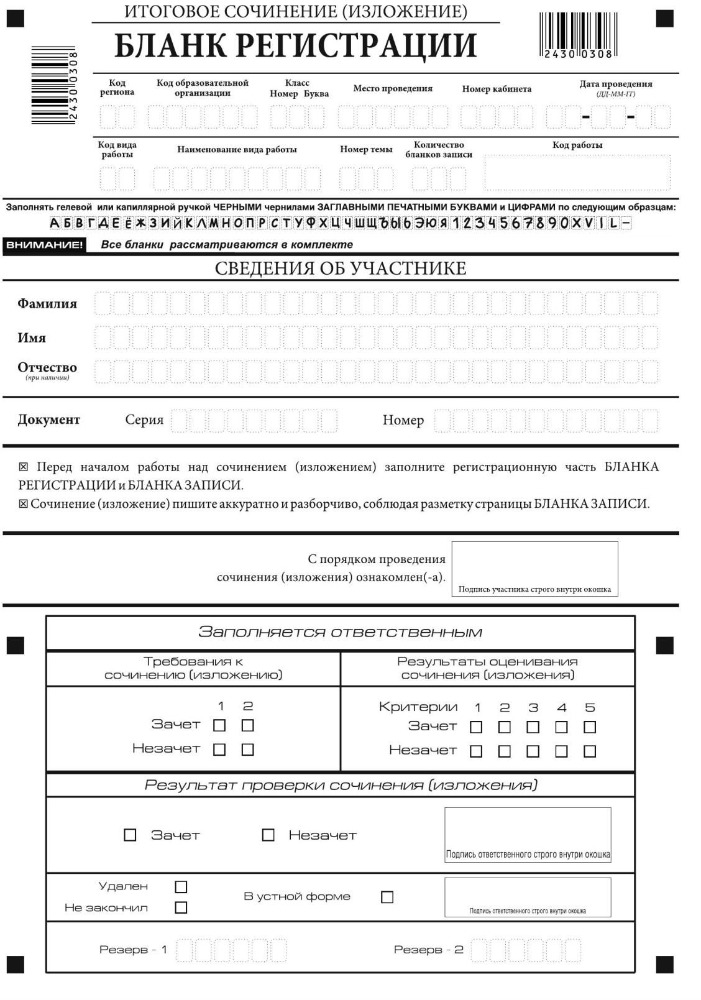 ИТОГОВОЕ СОЧИНЕНИЕ (ИЗЛОЖЕНИЕ)
БЛАНК РЕГИСТРАЦИИ
2430 0308
2430 0308
Код региона
Код образовательной организации
Класс
Номер Буква
Место проведения
Номер кабинета
Дата проведения
(ДД-ММ-ГГ)
- -
Код вида работы
Наименование вида работы
Номер темы
Количество бланков записи
Код работы
Заполнять гелевой или капиллярной ручкой ЧЕРНЫМИ чернилами ЗАГЛАВНЫМИ ПЕЧАТНЫМИ БУКВАМИ и ЦИФРАМИ по следующим образцам:
АБВГДЕЁЖЗИЙКЛМНОПРСТУФХЦЧШЩЪЫЬЭЮЯ1234567890XVIL-
ВНИМАНИЕ! Все бланки рассматриваются в комплекте
СВЕДЕНИЯ ОБ УЧАСТНИКЕ
Фамилия
Имя
Отчество
(при наличии)
Документ Серия Номер
☒ Перед началом работы над сочинением (изложением) заполните регистрационную часть БЛАНКА
РЕГИСТРАЦИИ и БЛАНКА ЗАПИСИ.
☒ Сочинение (изложение) пишите аккуратно и разборчиво, соблюдая разметку страницы БЛАНКА ЗАПИСИ.
С порядком проведения
сочинения (изложения) ознакомлен(-а).
Подпись участника строго внутри окошка
Заполняется ответственным
Требования к
сочинению (изложению)
Результаты оценивания
сочинения (изложения)
1 2
Зачет
Незачет
Критерии 1 2 3 4 5
Зачет
Незачет
Результат проверки сочинения (изложения)
Зачет Незачет
Подпись ответственного строго внутри окошка
Удален
Не закончил
В устной форме
Подпись ответственного строго внутри окошка
Резерв - 1 Резерв - 2